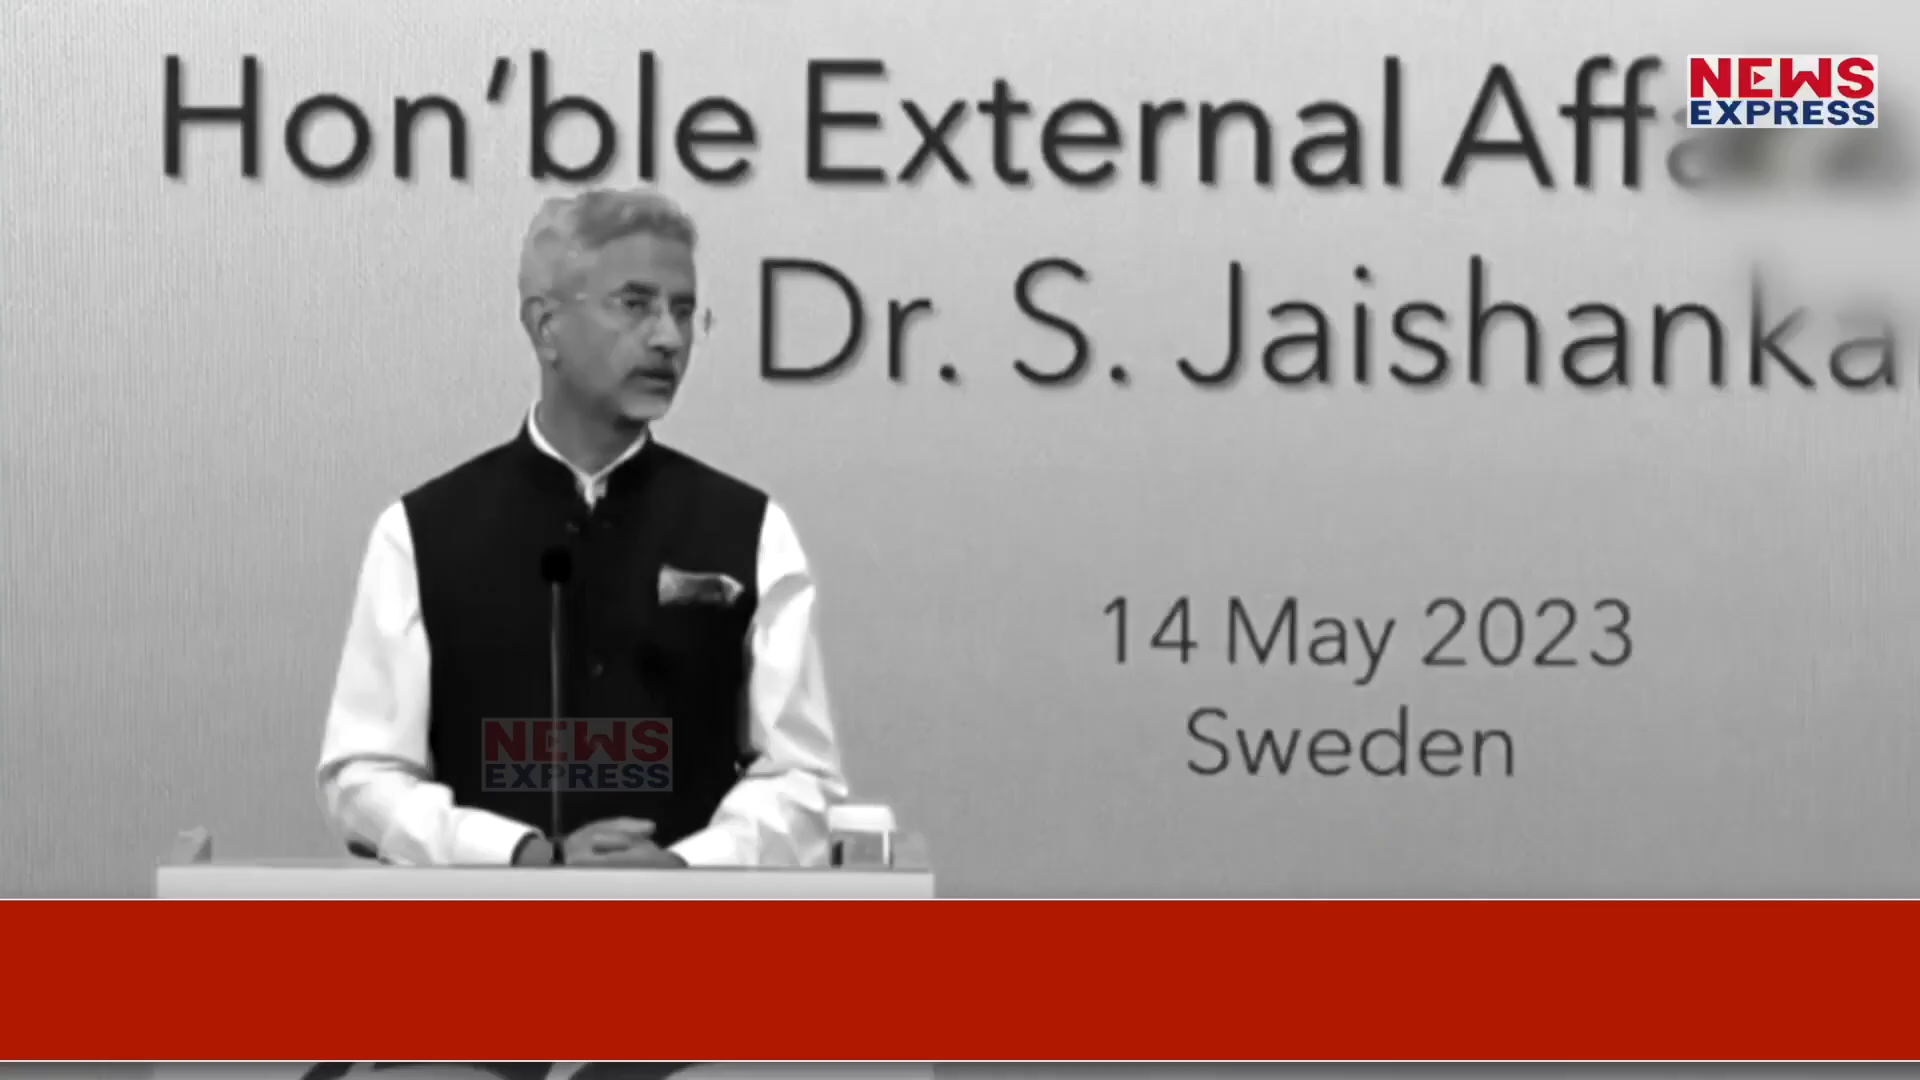 Hon'ble External Aff
Dr. S. Jaishanka
14 May 2023
Sweden
NEWS
EXPRESS
NEWS
EXPRESS